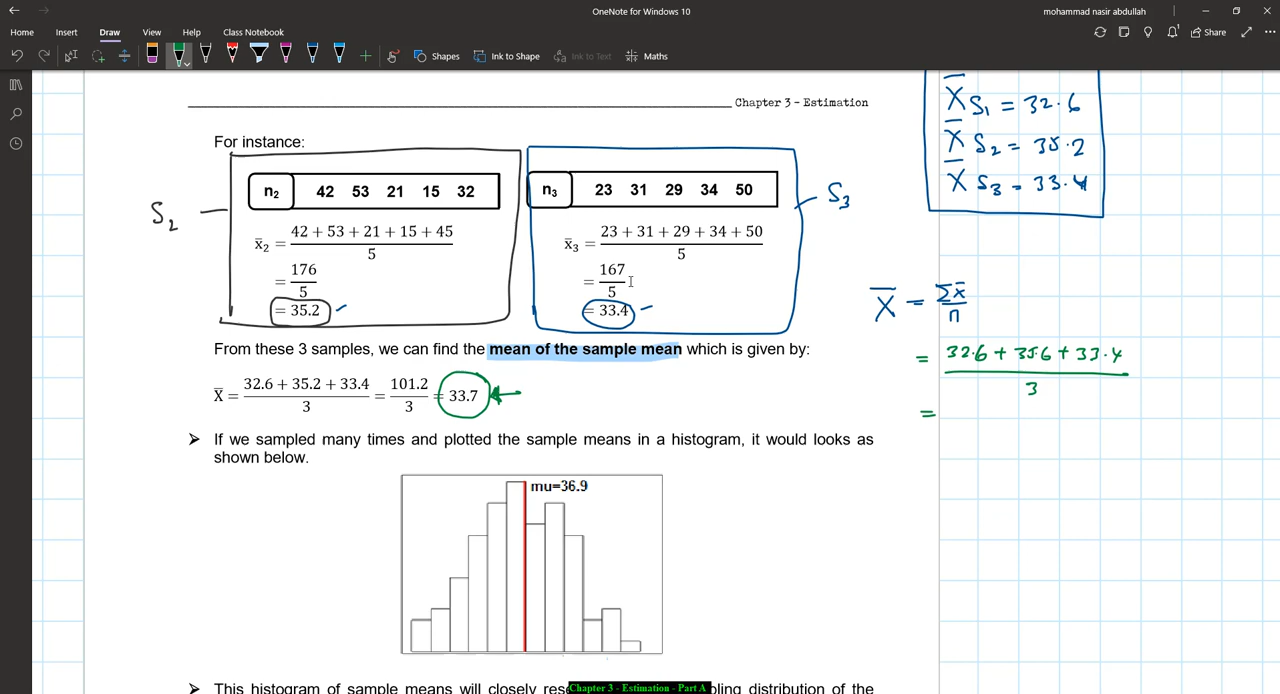 OneNote for Windows 10
mohammad nasir abdullah
Home Insert Draw View Help Class Notebook
Share
Shapes Ink to Shape Ink to Text Maths
Chapter 3 – Estimation
For instance:
n₂ 42 53 21 15 32
n₃ 23 31 29 34 50
S₂
S₃
x̄₂ = (42 + 53 + 21 + 15 + 45)/5
= 176/5
= 35.2
x̄₃ = (23 + 31 + 29 + 34 + 50)/5
= 167/5
= 33.4
From these 3 samples, we can find the mean of the sample mean which is given by:
X̄ = (32.6 + 35.2 + 33.4)/3 = 101.2/3 = 33.7
➢ If we sampled many times and plotted the sample means in a histogram, it would looks as
shown below.
mu=36.9
X̄ S₁ = 32.6
X̄ S₂ = 35.2
X̄ S₃ = 33.4
X̄ = Σx̄/n
= (32.6 + 35.6 + 33.4)/3
=
➢ This histogram of sample means will closely
Chapter 3 - Estimation - Part A
distribution of the